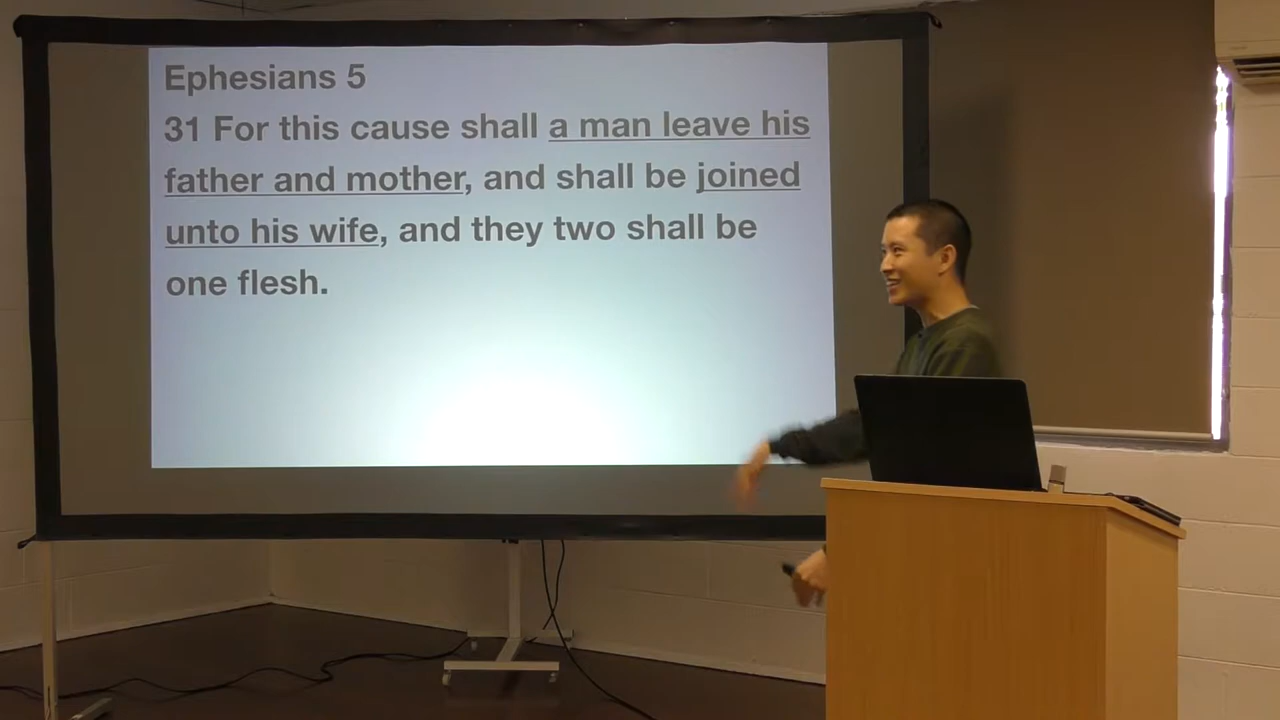 Ephesians 5
31 For this cause shall a man leave his
father and mother, and shall be joined
unto his wife, and they two shall be
one flesh.